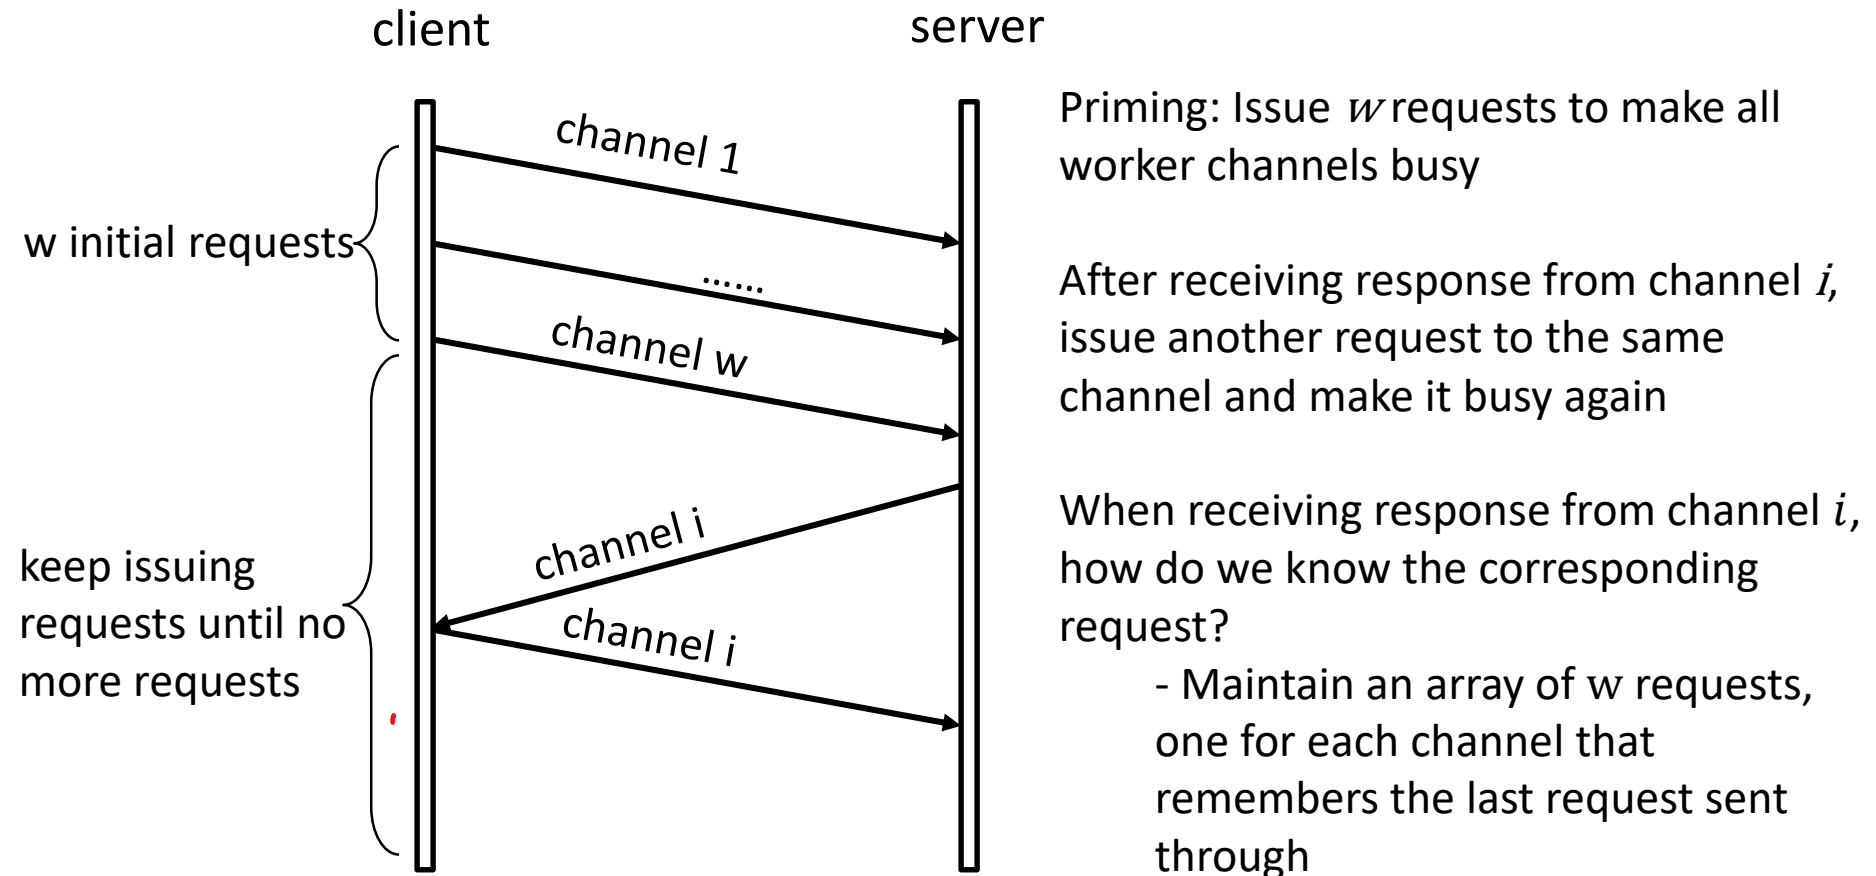 client
server
channel 1
w initial requests
......
channel w
channel i
keep issuing
requests until no
more requests
channel i
Priming: Issue w requests to make all
worker channels busy
After receiving response from channel i,
issue another request to the same
channel and make it busy again
When receiving response from channel i,
how do we know the corresponding
request?
- Maintain an array of w requests,
one for each channel that
remembers the last request sent
through